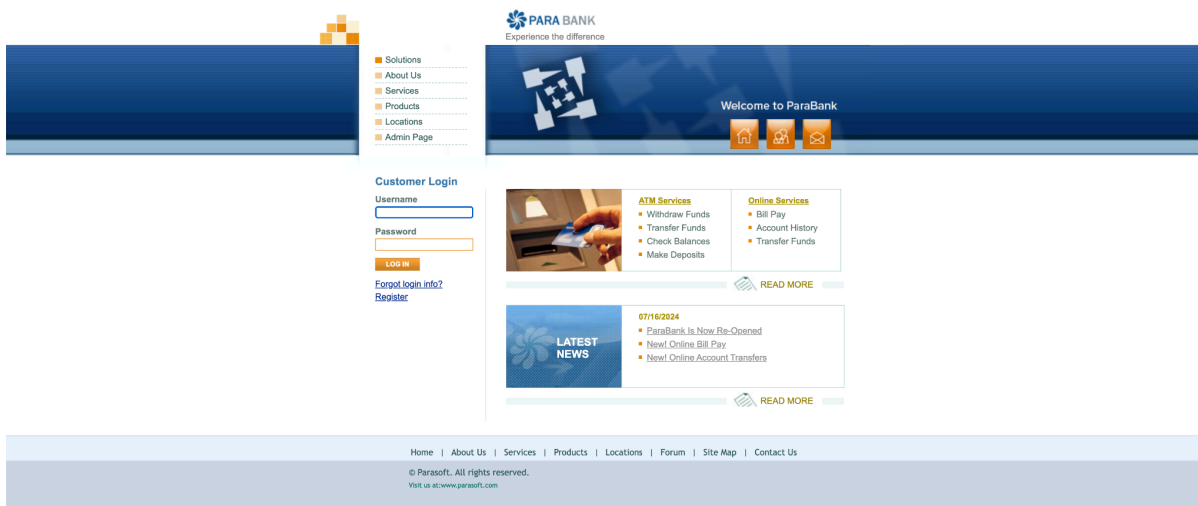 PARA BANK
Experience the difference
Solutions
About Us
Services
Products
Locations
Admin Page
Welcome to ParaBank
Customer Login
Username
Password
LOG IN
Forgot login info?
Register
ATM Services
Withdraw Funds
Transfer Funds
Check Balances
Make Deposits
Online Services
Bill Pay
Account History
Transfer Funds
READ MORE
LATEST
NEWS
07/16/2024
ParaBank Is Now Re-Opened
New! Online Bill Pay
New! Online Account Transfers
READ MORE
Home | About Us | Services | Products | Locations | Forum | Site Map | Contact Us
© Parasoft. All rights reserved.
Visit us at:www.parasoft.com